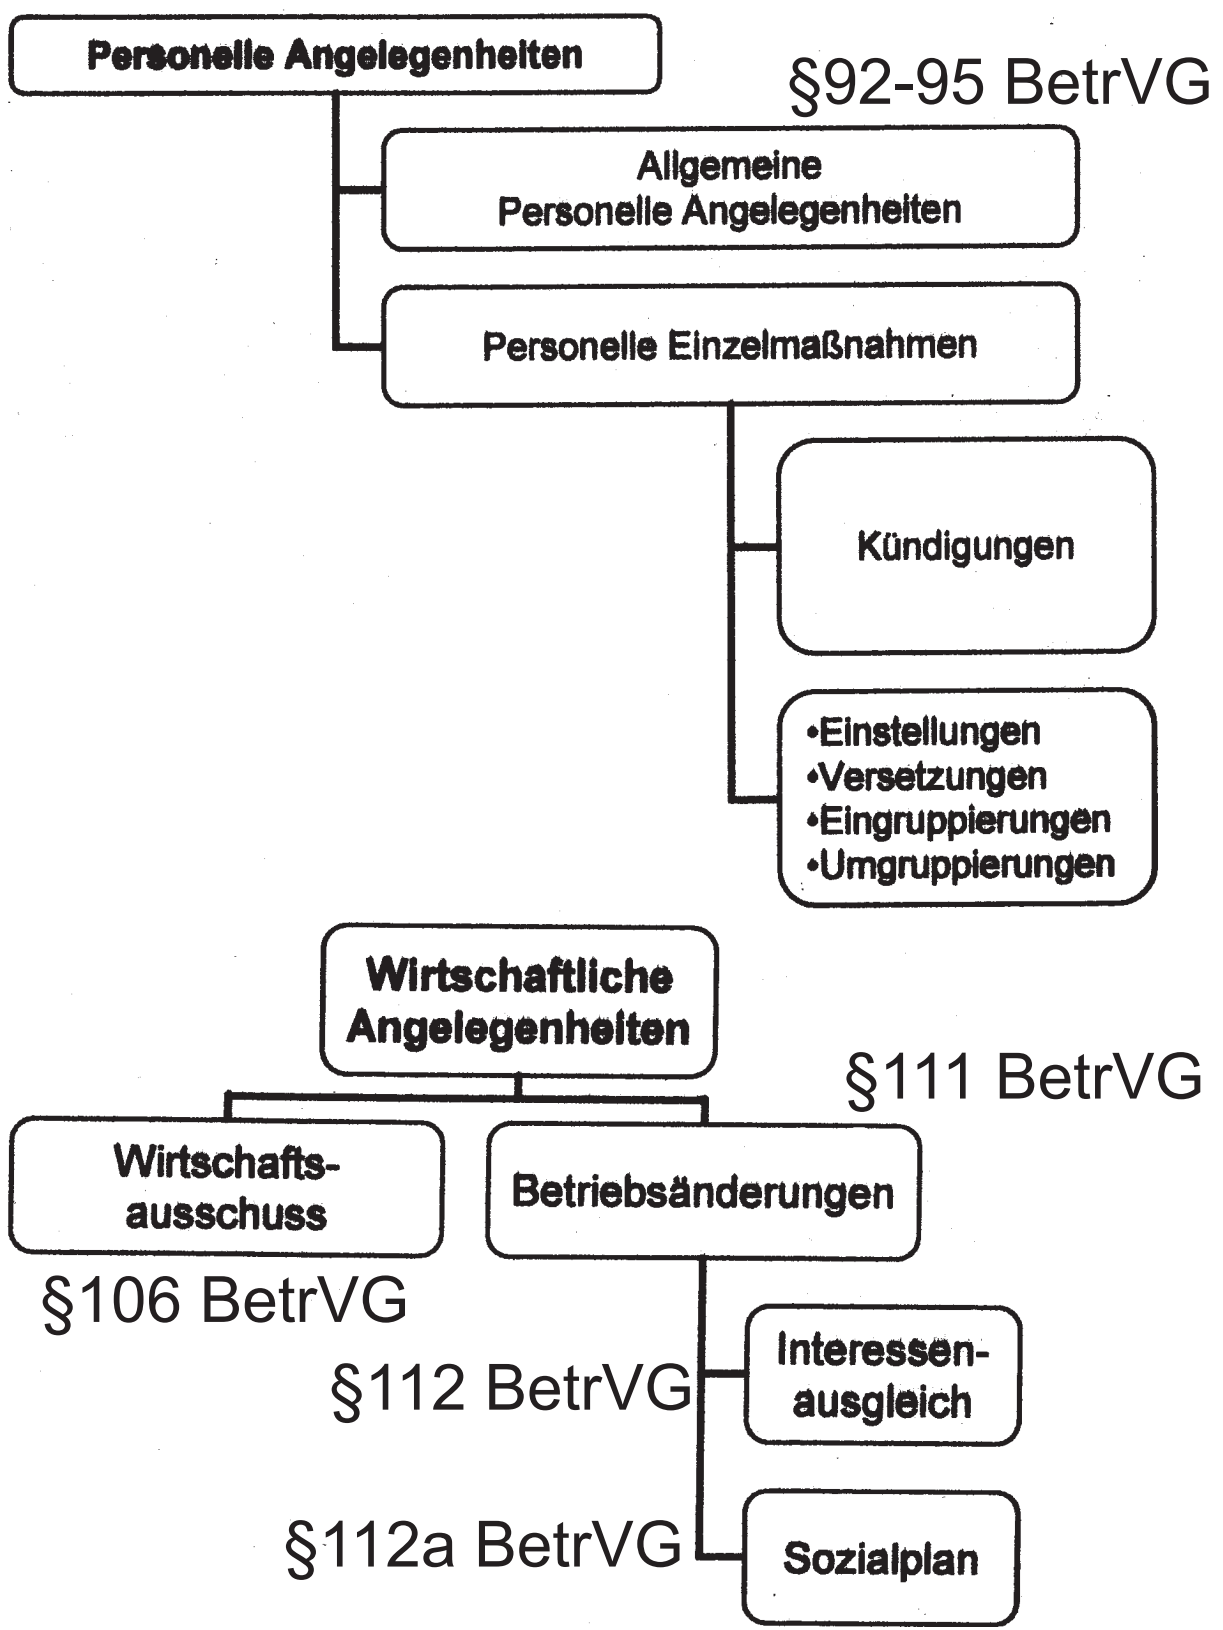 Personelle Angelegenheiten
§92-95 BetrVG
Allgemeine
Personelle Angelegenheiten
Personelle Einzelmaßnahmen
Kündigungen
•Einstellungen
•Versetzungen
•Eingruppierungen
•Umgruppierungen
Wirtschaftliche
Angelegenheiten
§111 BetrVG
Wirtschafts-
ausschuss
Betriebsänderungen
§106 BetrVG
Interessen-
ausgleich
§112 BetrVG
§112a BetrVG
Sozialplan